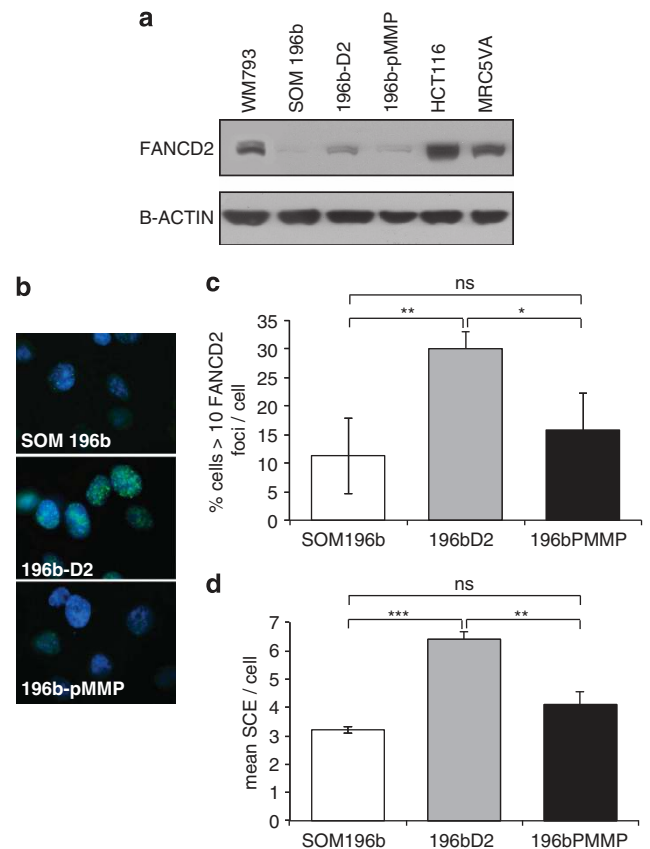 a
WM793
SOM 196b
196b-D2
196b-pMMP
HCT116
MRC5VA
FANCD2
B-ACTIN
b
SOM 196b
196b-D2
196b-pMMP
c
ns
**
*
% cells > 10 FANCD2
foci / cell
35
30
25
20
15
10
5
0
SOM196b
196bD2
196bPMMP
d
ns
***
**
mean SCE / cell
7
6
5
4
3
2
1
0
SOM196b
196bD2
196bPMMP